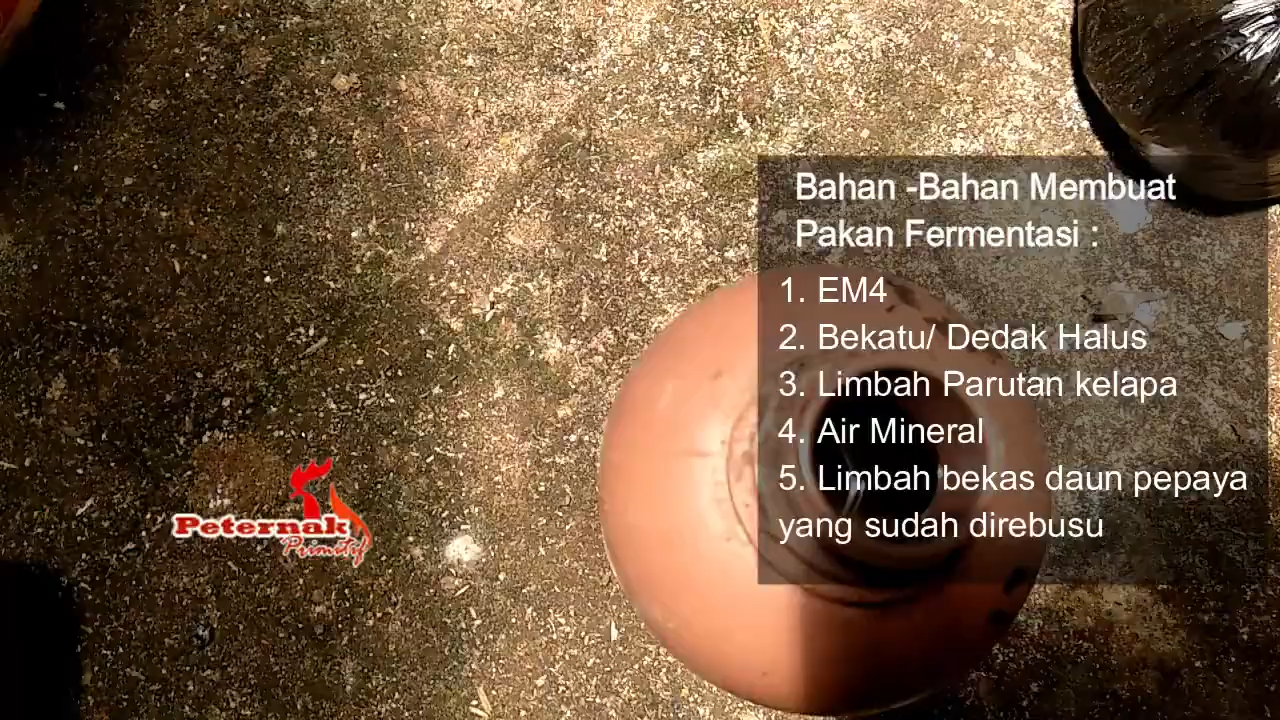 Bahan -Bahan Membuat
Pakan Fermentasi :
1. EM4
2. Bekatu/ Dedak Halus
3. Limbah Parutan kelapa
4. Air Mineral
5. Limbah bekas daun pepaya
yang sudah direbusu
Peternak
Primitif